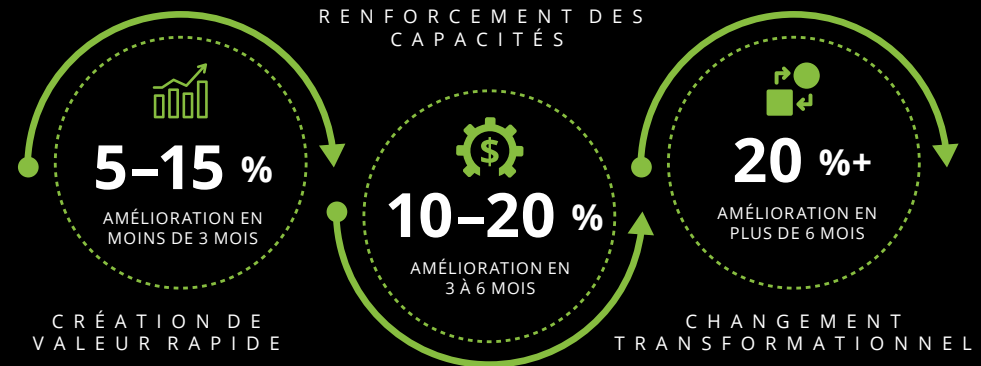 RENFORCEMENT DES
CAPACITÉS
5–15 %
AMÉLIORATION EN
MOINS DE 3 MOIS
CRÉATION DE
VALEUR RAPIDE
$
10–20 %
AMÉLIORATION EN
3 À 6 MOIS
20 %+
AMÉLIORATION EN
PLUS DE 6 MOIS
CHANGEMENT
TRANSFORMATIONNEL